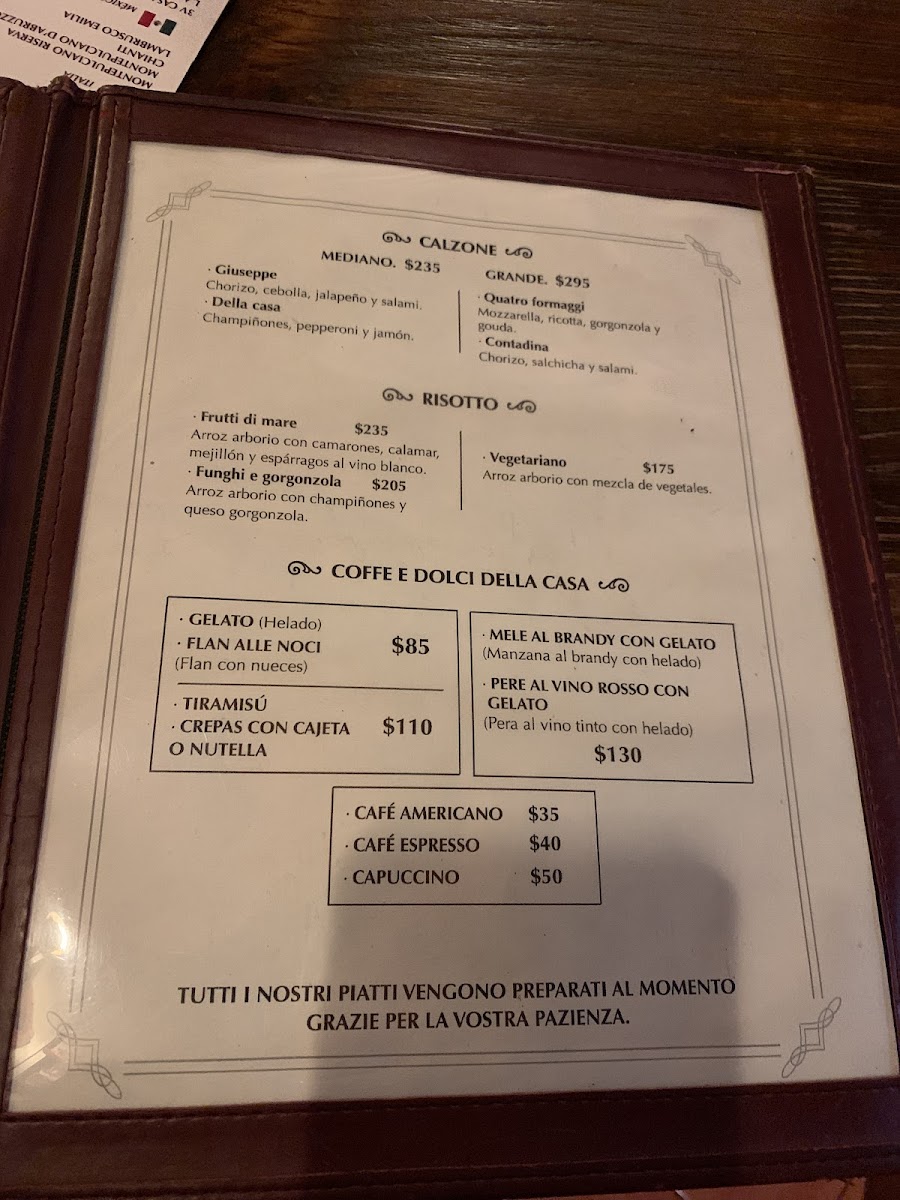 3V CAS
MÉXICO
LAMBRUSCO EMILIA
CHIANTI
MONTEPULCIANO D'ABRUZZO
MONTEPULCIANO RISERVA
ITALIA
CALZONE
MEDIANO. $235
GRANDE. $295
· Giuseppe
Chorizo, cebolla, jalapeño y salami.
· Della casa
Champiñones, pepperoni y jamón.
· Quatro formaggi
Mozzarella, ricotta, gorgonzola y
gouda.
· Contadina
Chorizo, salchicha y salami.
RISOTTO
· Frutti di mare $235
Arroz arborio con camarones, calamar,
mejillón y espárragos al vino blanco.
· Funghi e gorgonzola $205
Arroz arborio con champiñones y
queso gorgonzola.
· Vegetariano $175
Arroz arborio con mezcla de vegetales.
COFFE E DOLCI DELLA CASA
· GELATO (Helado)
· FLAN ALLE NOCI $85
(Flan con nueces)
· TIRAMISÚ
· CREPAS CON CAJETA $110
O NUTELLA
· MELE AL BRANDY CON GELATO
(Manzana al brandy con helado)
· PERE AL VINO ROSSO CON
GELATO
(Pera al vino tinto con helado)
$130
· CAFÉ AMERICANO $35
· CAFÉ ESPRESSO $40
· CAPUCCINO $50
TUTTI I NOSTRI PIATTI VENGONO PREPARATI AL MOMENTO
GRAZIE PER LA VOSTRA PAZIENZA.